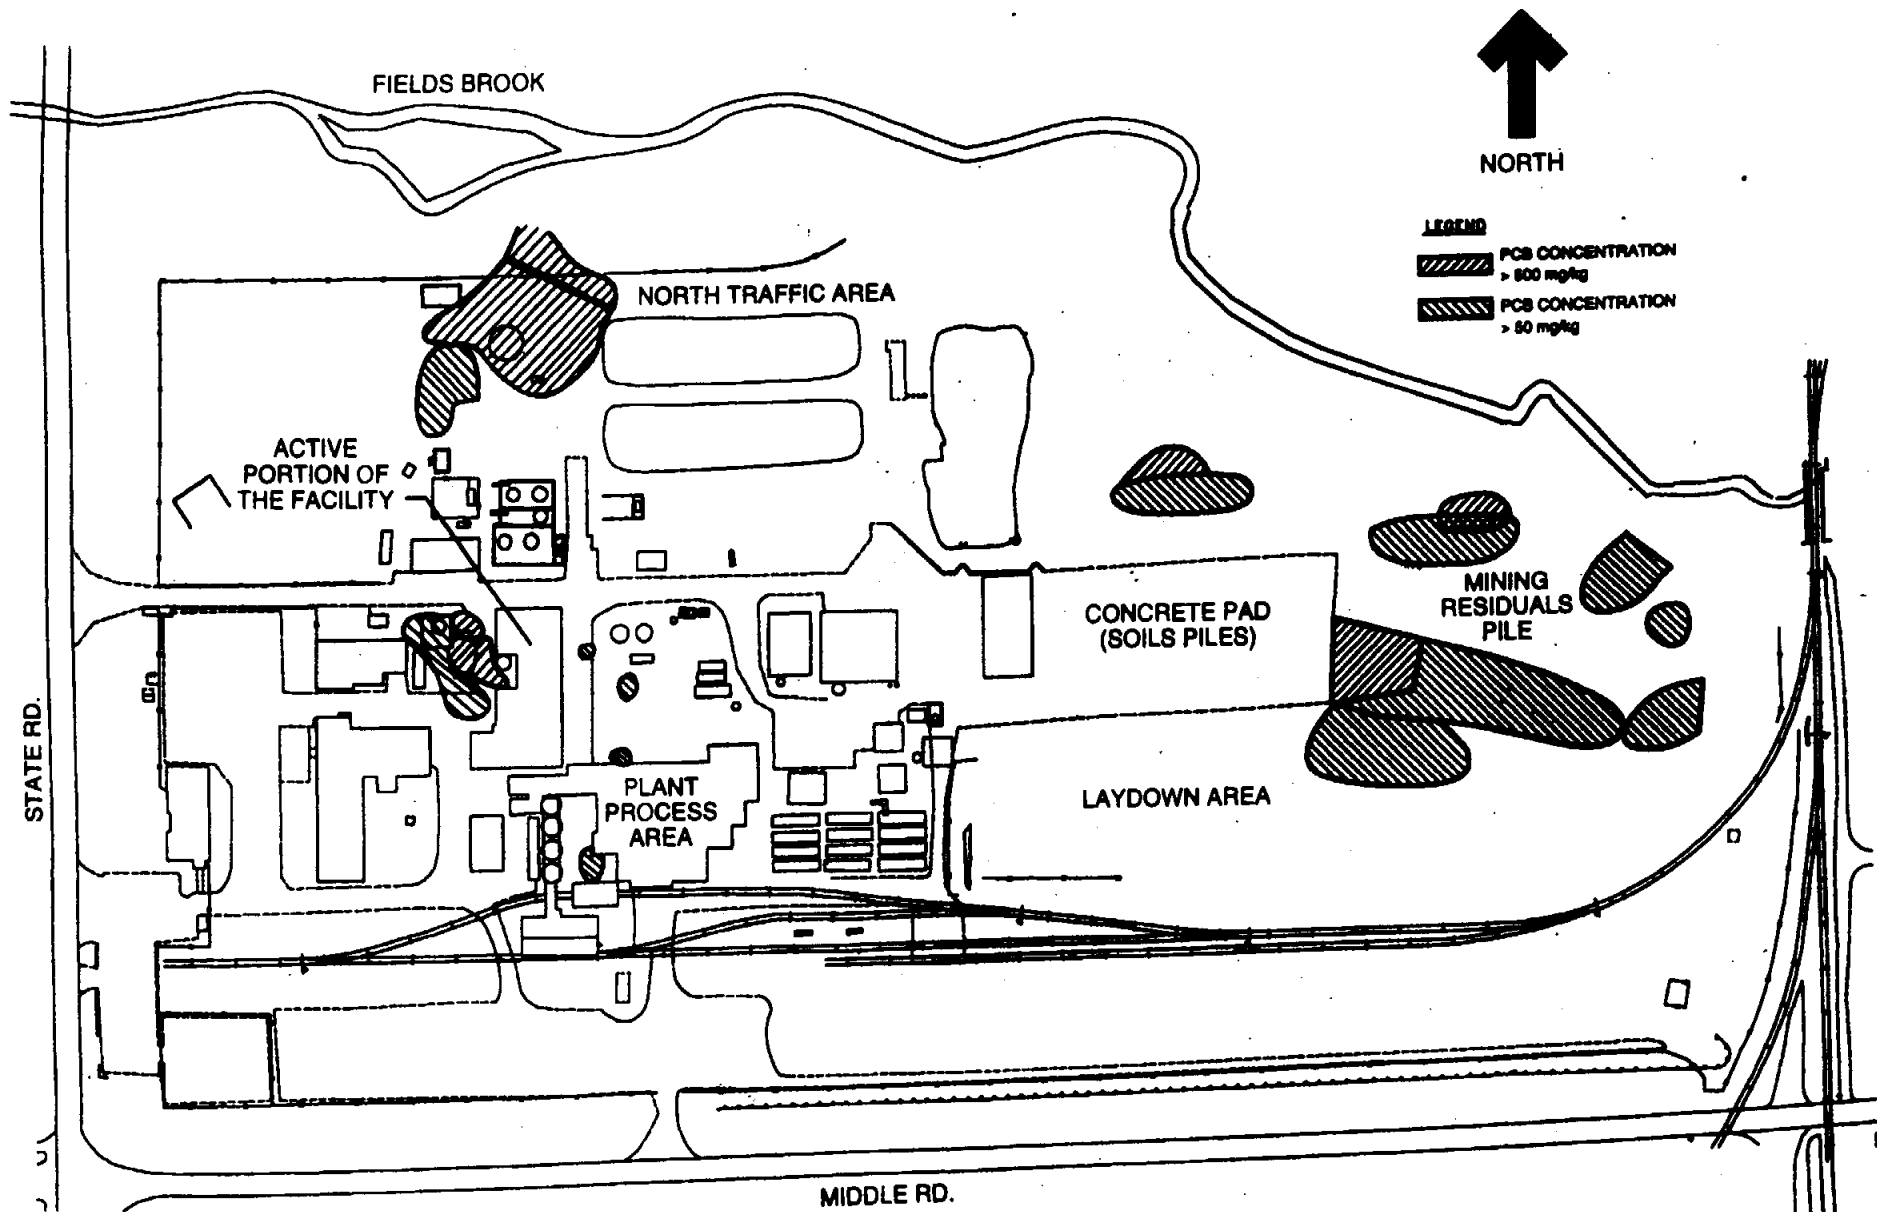 FIELDS BROOK
NORTH
LEGEND
PCB CONCENTRATION
> 500 mg/kg
PCB CONCENTRATION
> 50 mg/kg
NORTH TRAFFIC AREA
ACTIVE
PORTION OF
THE FACILITY
MINING
RESIDUALS
PILE
CONCRETE PAD
(SOILS PILES)
STATE RD.
PLANT
PROCESS
AREA
LAYDOWN AREA
MIDDLE RD.